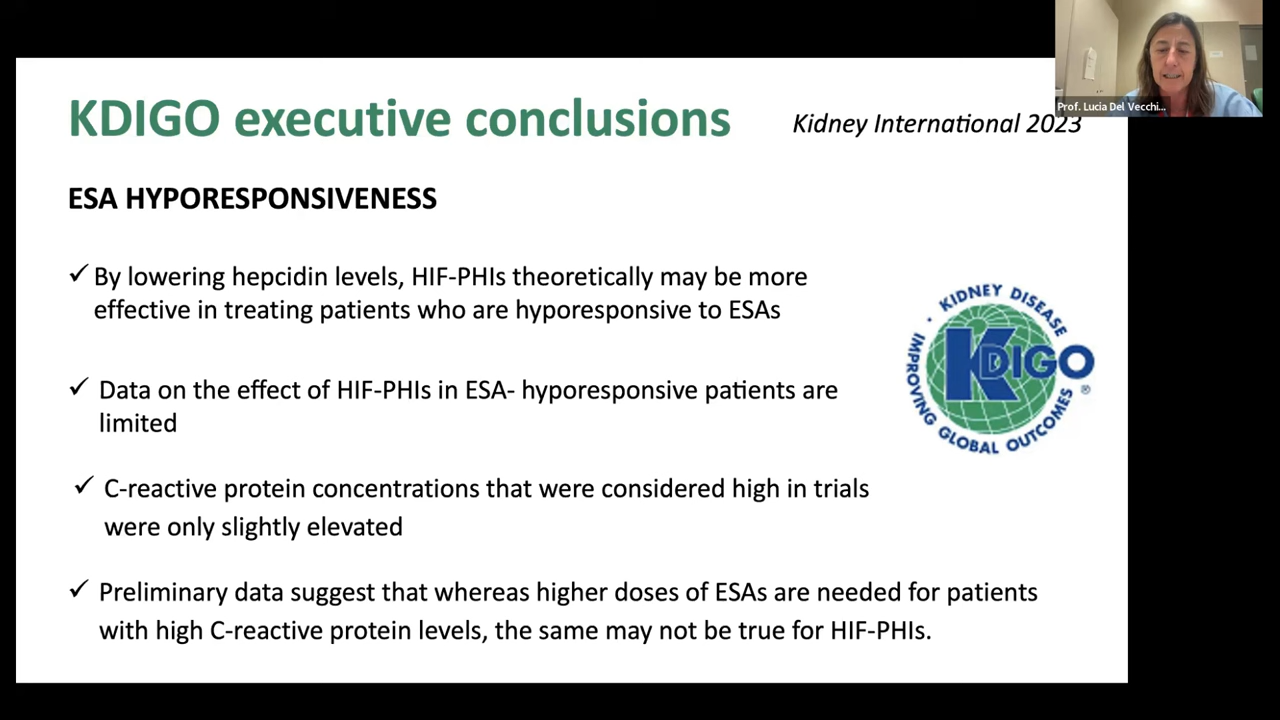 Prof. Lucia Del Vecchi...
KDIGO executive conclusions
Kidney International 2023
ESA HYPORESPONSIVENESS
✓ By lowering hepcidin levels, HIF-PHIs theoretically may be more
effective in treating patients who are hyporesponsive to ESAs
✓ Data on the effect of HIF-PHIs in ESA- hyporesponsive patients are
limited
✓ C-reactive protein concentrations that were considered high in trials
were only slightly elevated
✓ Preliminary data suggest that whereas higher doses of ESAs are needed for patients
with high C-reactive protein levels, the same may not be true for HIF-PHIs.
· KIDNEY DISEASE
KDIGO
®
IMPROVING GLOBAL OUTCOMES